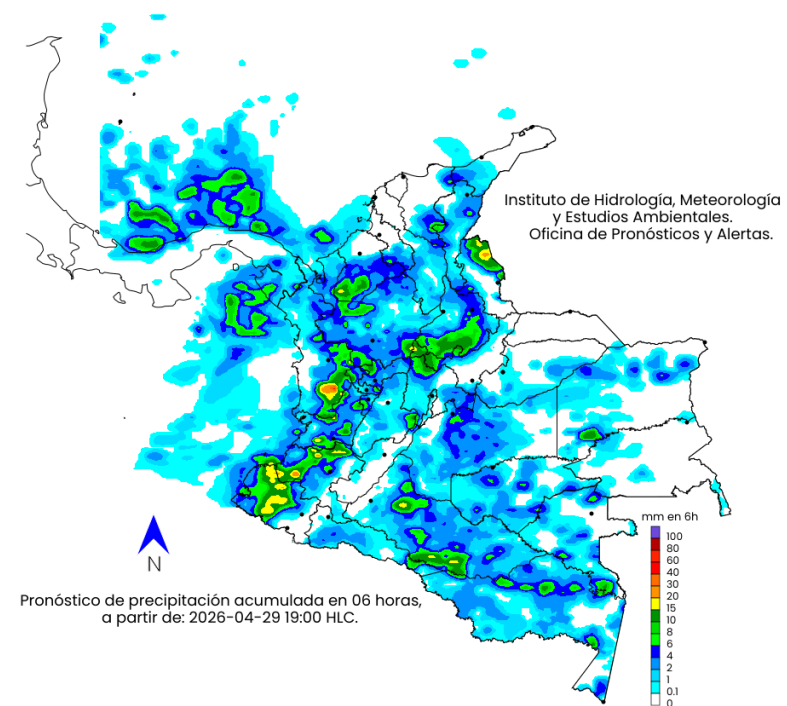 Instituto de Hidrología, Meteorología
y Estudios Ambientales.
Oficina de Pronósticos y Alertas.
mm en 6h
100
80
60
40
30
20
15
10
8
6
4
2
1
0.1
0
N
Pronóstico de precipitación acumulada en 06 horas,
a partir de: 2026-04-29 19:00 HLC.